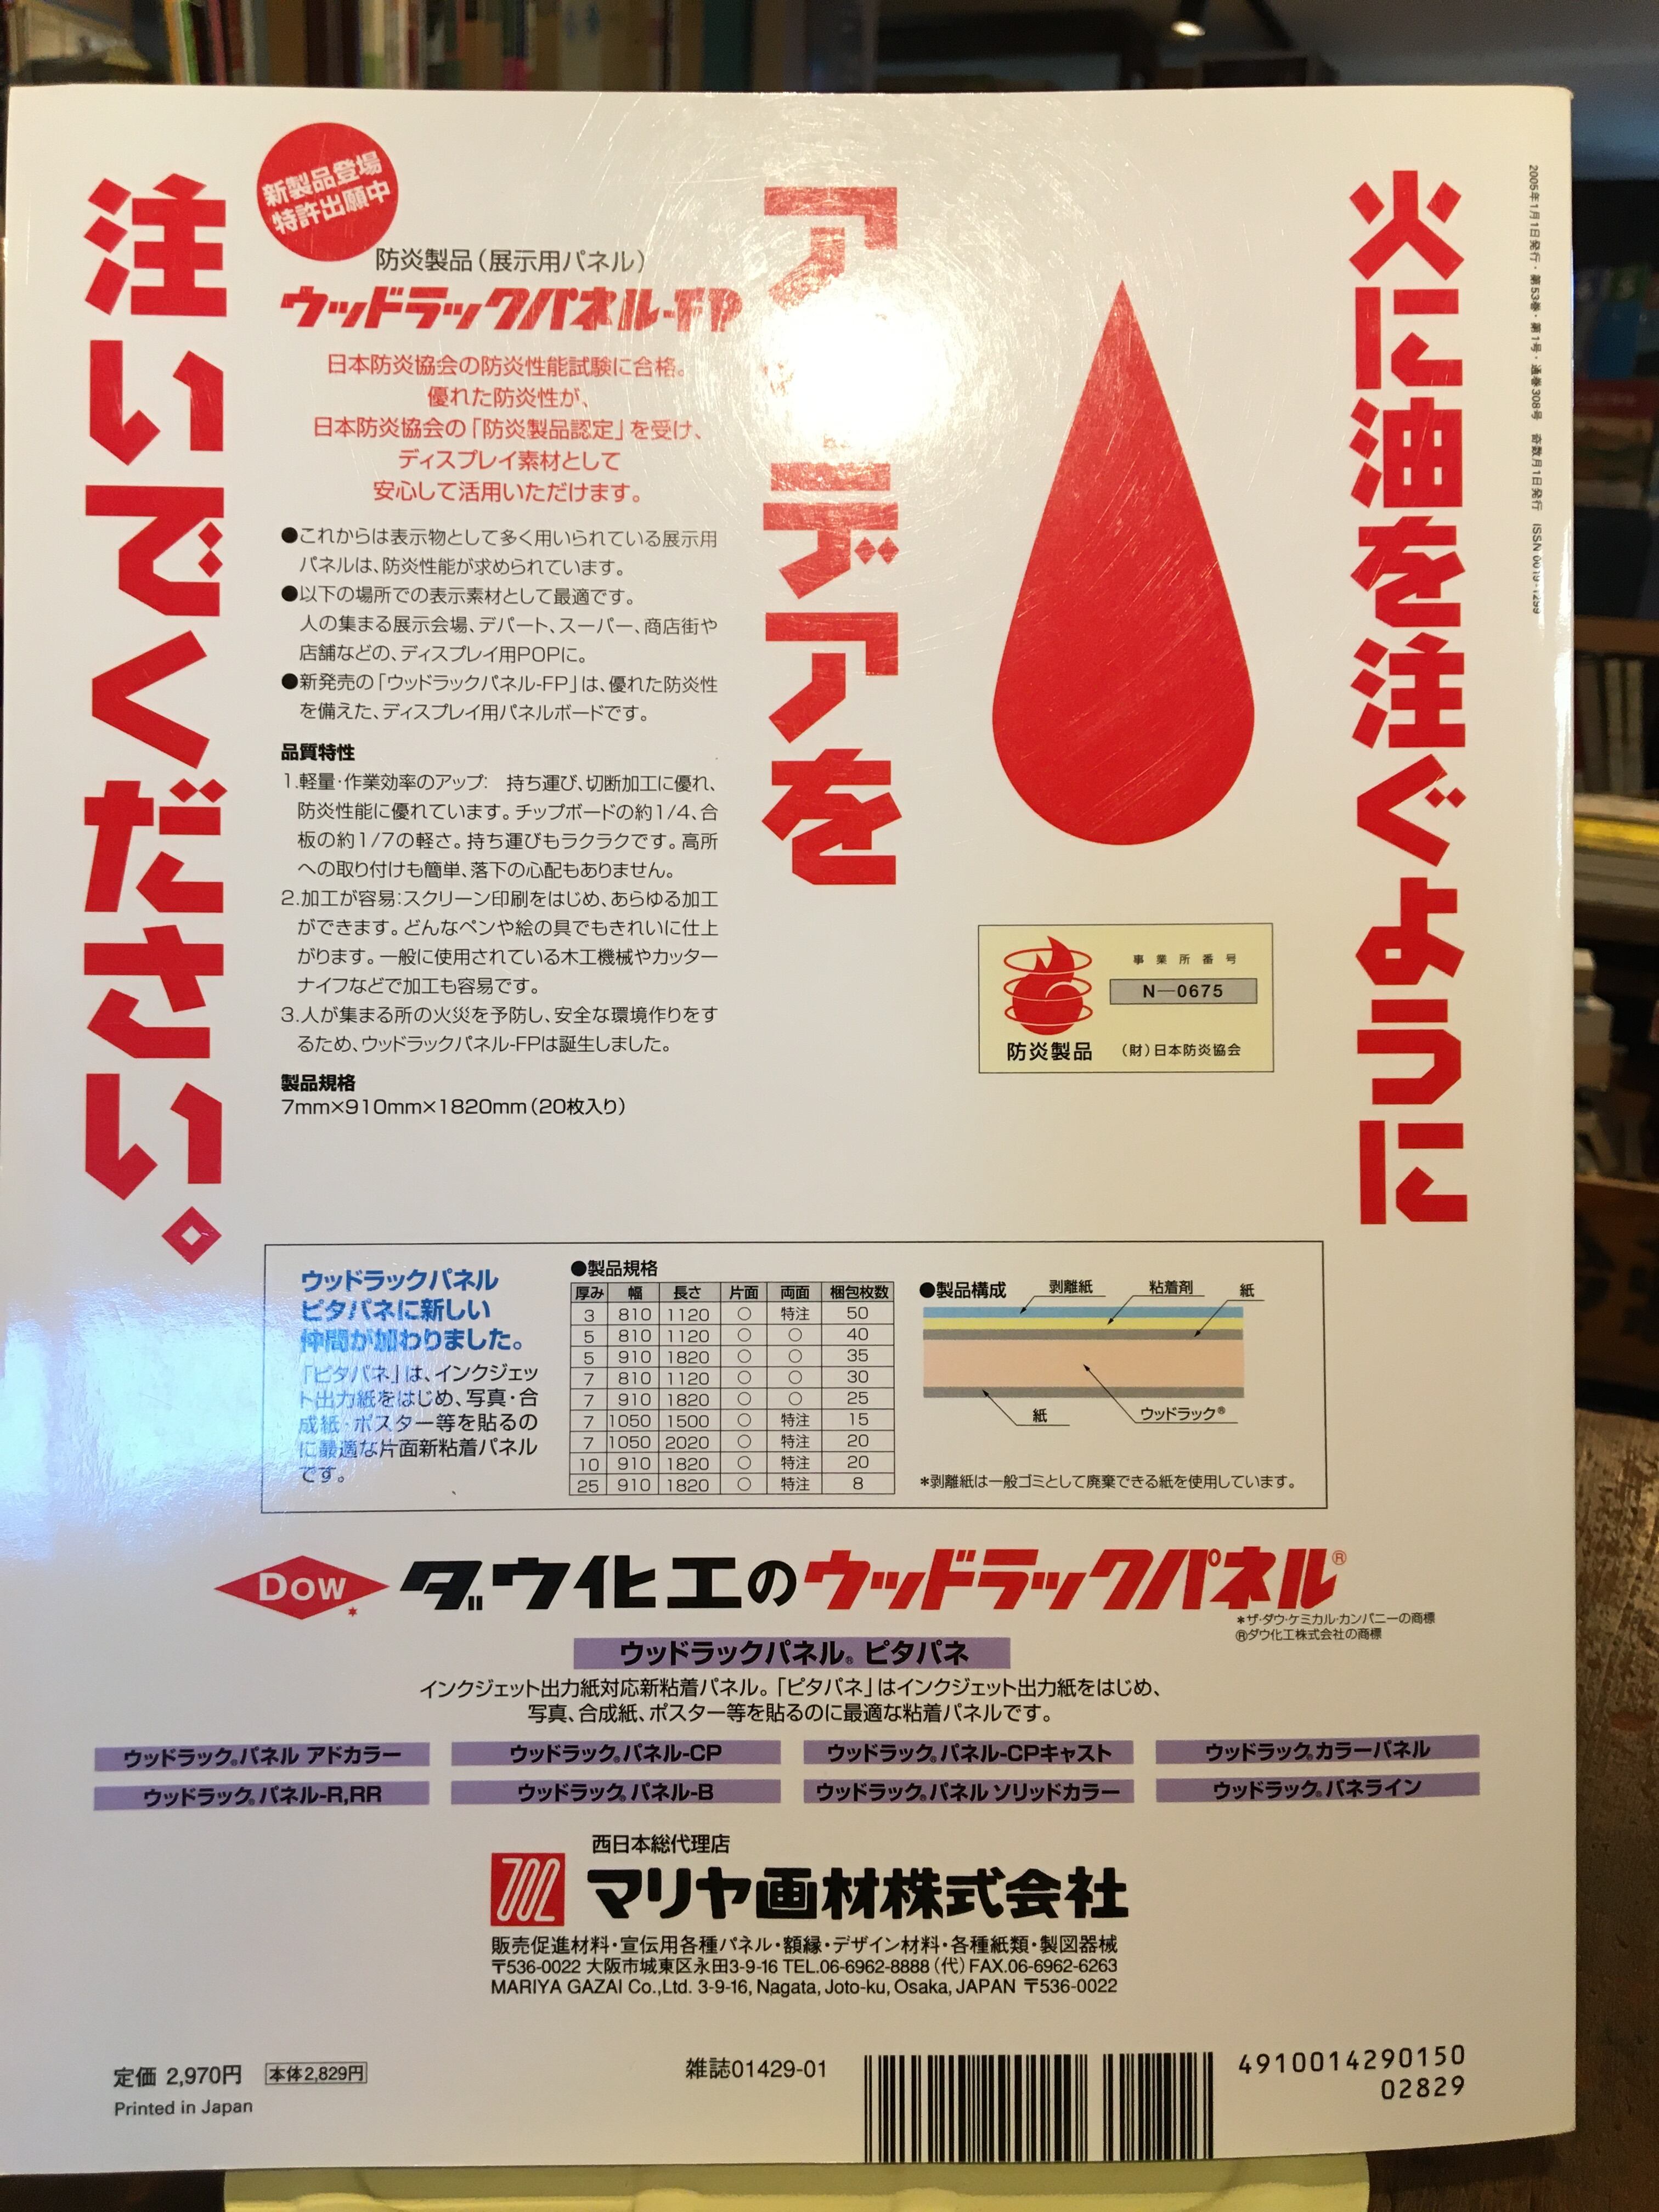 2005年1月1日発行・第53巻・第1号・通巻308号 奇数月1日発行 ISSN
火に油を注ぐように
アイデアを
注いでください。
新製品登場
特許出願中
防炎製品(展示用パネル)
ウッドラックパネル-FP
日本防炎協会の防炎性能試験に合格。
優れた防炎性が、
日本防炎協会の「防炎製品認定」を受け、
ディスプレイ素材として
安心して活用いただけます。
●これからは表示物として多く用いられている展示用
パネルは、防炎性能が求められています。
●以下の場所での表示素材として最適です。
人の集まる展示会場、デパート、スーパー、商店街や
店舗などの、ディスプレイ用POPに。
●新発売の「ウッドラックパネル-FP」は、優れた防炎性
を備えた、ディスプレイ用パネルボードです。
品質特性
1.軽量・作業効率のアップ: 持ち運び、切断加工に優れ、
防炎性能に優れています。チップボードの約1/4、合
板の約1/7の軽さ。持ち運びもラクラクです。高所
への取り付けも簡単、落下の心配もありません。
2.加工が容易:スクリーン印刷をはじめ、あらゆる加工
ができます。どんなペンや絵の具でもきれいに仕上
がります。一般に使用されている木工機械やカッター
ナイフなどで加工も容易です。
3.人が集まる所の火災を予防し、安全な環境作りをす
るため、ウッドラックパネル-FPは誕生しました。
製品規格
7mm×910mm×1820mm(20枚入り)
事業所番号
N—0675
防炎製品 (財)日本防炎協会
ウッドラックパネル
ピタパネに新しい
仲間が加わりました。
「ピタパネ」は、インクジェッ
ト出力紙をはじめ、写真・合
成紙・ポスター等を貼るの
に最適な片面新粘着パネル
です。
●製品規格
厚み 幅 長さ 片面 両面 梱包枚数
3 810 1120 ○ 特注 50
5 810 1120 ○ ○ 40
5 910 1820 ○ ○ 35
7 810 1120 ○ ○ 30
7 910 1820 ○ ○ 25
7 1050 1500 ○ 特注 15
7 1050 2020 ○ 特注 20
10 910 1820 ○ 特注 20
25 910 1820 ○ 特注 8
●製品構成
剥離紙 粘着剤 紙
紙 ウッドラック®
*剥離紙は一般ゴミとして廃棄できる紙を使用しています。
DOW
ダウ化工のウッドラックパネル®
*ザ・ダウ・ケミカル・カンパニーの商標
®ダウ化工株式会社の商標
ウッドラックパネル® ピタパネ
インクジェット出力紙対応新粘着パネル。「ピタパネ」はインクジェット出力紙をはじめ、
写真、合成紙、ポスター等を貼るのに最適な粘着パネルです。
ウッドラック®パネル アドカラー
ウッドラック®パネル-CP
ウッドラック®パネル-CPキャスト
ウッドラック®カラーパネル
ウッドラック®パネル-R,RR
ウッドラック®パネル-B
ウッドラック®パネル ソリッドカラー
ウッドラック®パネライン
西日本総代理店
マリヤ画材株式会社
販売促進材料・宣伝用各種パネル・額縁・デザイン材料・各種紙類・製図器械
〒536-0022 大阪市城東区永田3-9-16 TEL.06-6962-8888(代)FAX.06-6962-6263
MARIYA GAZAI Co.,Ltd. 3-9-16, Nagata, Joto-ku, Osaka, JAPAN 〒536-0022
定価 2,970円 本体2,829円
Printed in Japan
雑誌01429-01
4910014290150
02829